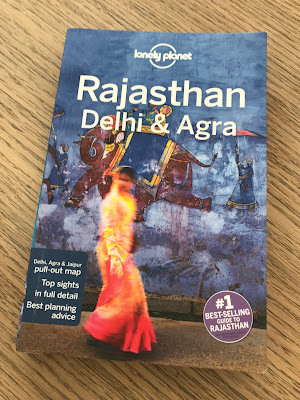 lonely planet
Rajasthan
Delhi & Agra
Delhi, Agra & Jaipur
pull-out map
Top sights
in full detail
Best planning
advice
#1
BEST-SELLING
GUIDE TO
RAJASTHAN